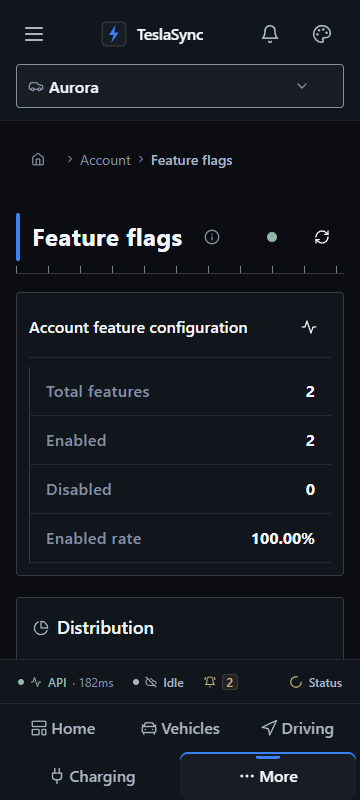 TeslaSync
Aurora
Account Feature flags
Feature flags
Account feature configuration
Total features 2
Enabled 2
Disabled 0
Enabled rate 100.00%
Distribution
API · 182ms Idle 2 Status
Home Vehicles Driving
Charging More